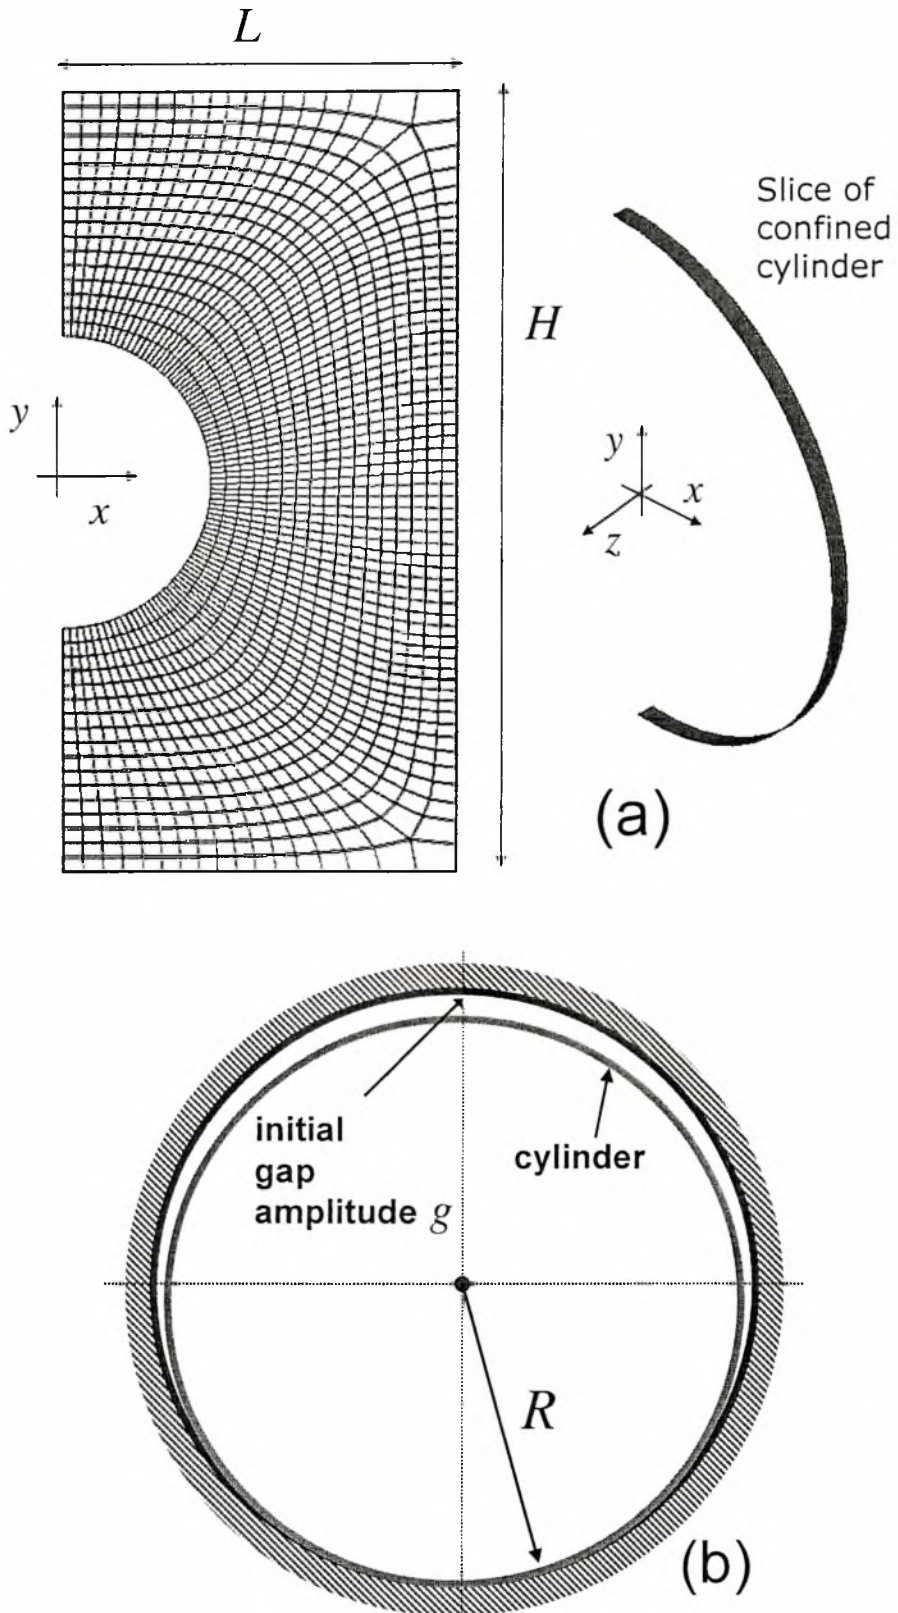 L
Slice of
confined
cylinder
H
y
x
y
x
z
(a)
initial
gap
amplitude g
cylinder
R
(b)